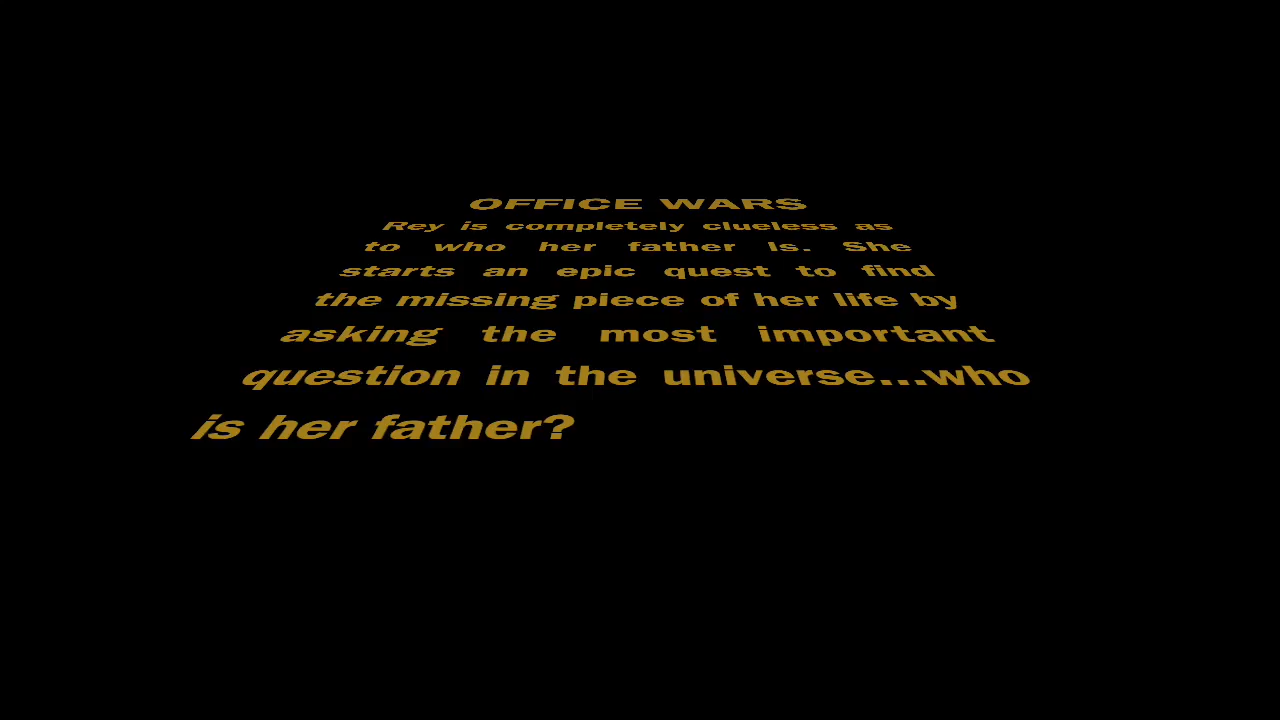 OFFICE WARS
Rey is completely clueless as
to who her father is. She
starts an epic quest to find
the missing piece of her life by
asking the most important
question in the universe...who
is her father?